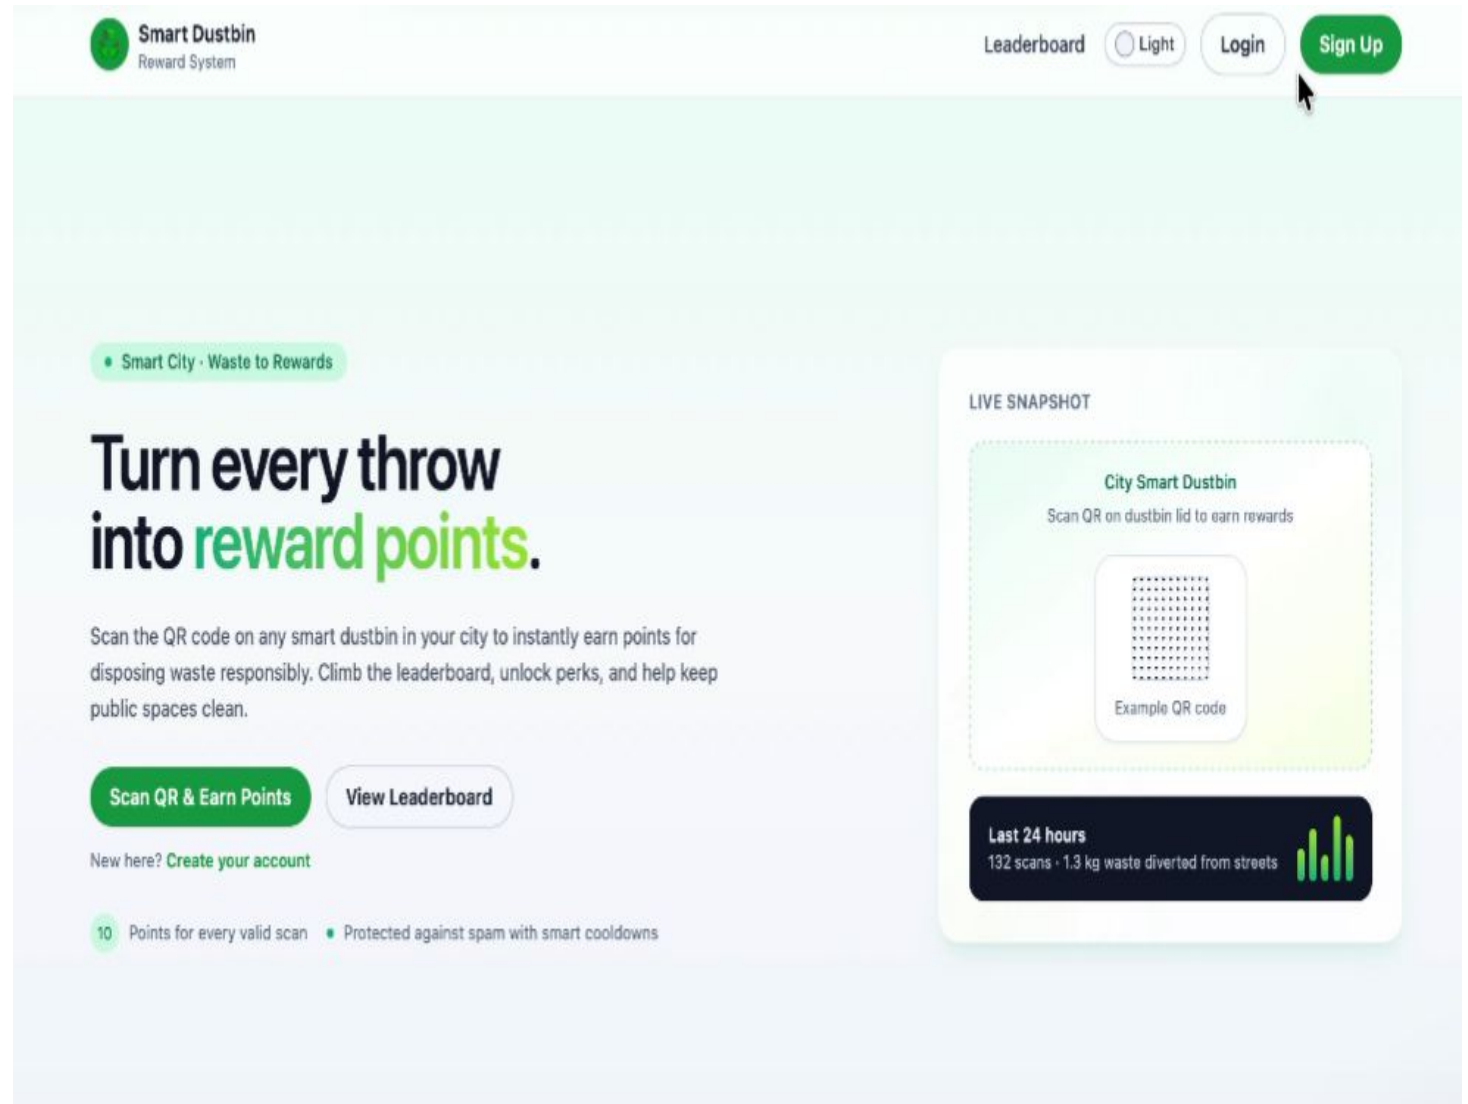 Smart Dustbin
Reward System
Leaderboard
Light
Login
Sign Up
Smart City · Waste to Rewards
Turn every throw
into reward points.
Scan the QR code on any smart dustbin in your city to instantly earn points for
disposing waste responsibly. Climb the leaderboard, unlock perks, and help keep
public spaces clean.
Scan QR & Earn Points
View Leaderboard
New here? Create your account
10 Points for every valid scan • Protected against spam with smart cooldowns
LIVE SNAPSHOT
City Smart Dustbin
Scan QR on dustbin lid to earn rewards
Example QR code
Last 24 hours
132 scans · 1.3 kg waste diverted from streets